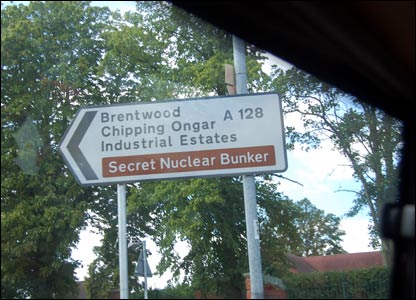 Brentwood A 128
Chipping Ongar
Industrial Estates
Secret Nuclear Bunker